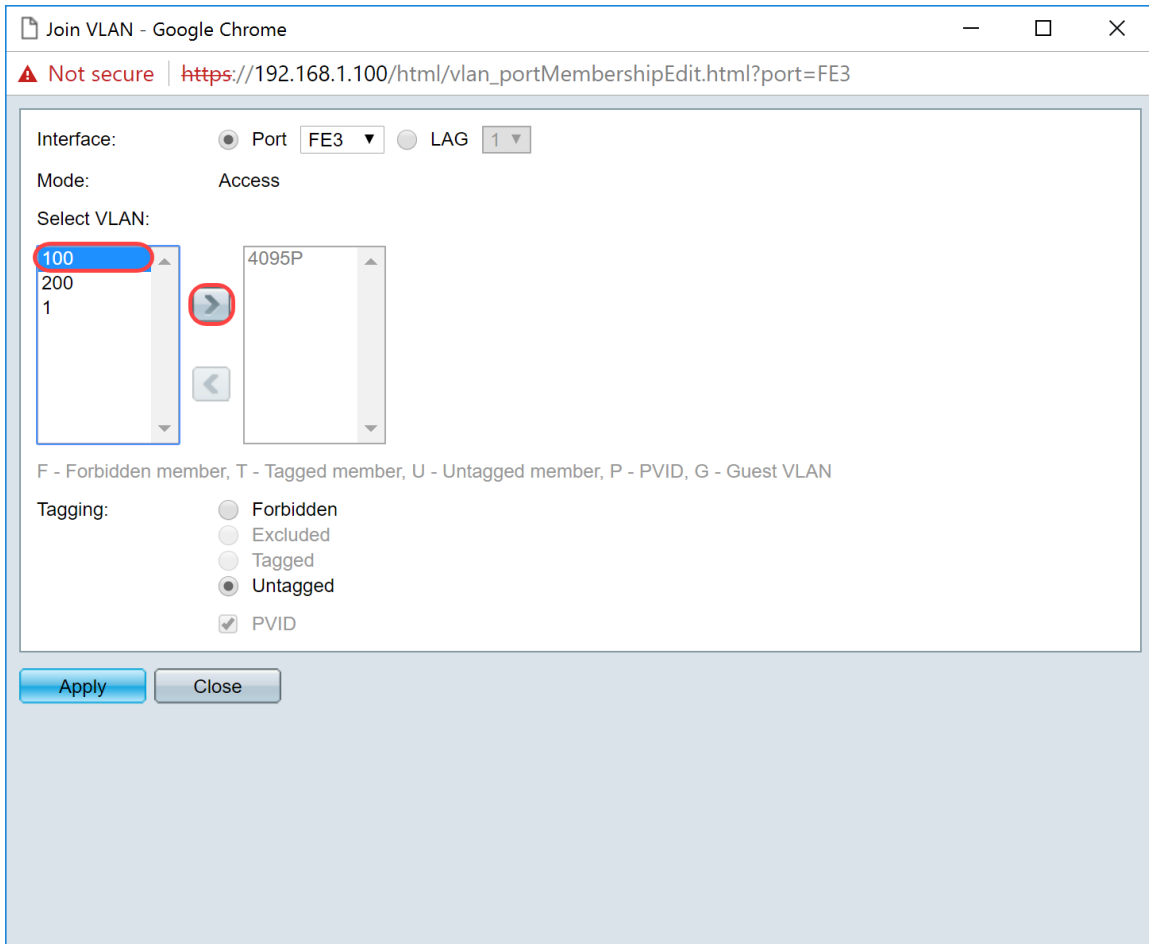 Join VLAN - Google Chrome
Not secure https://192.168.1.100/html/vlan_portMembershipEdit.html?port=FE3
Interface: Port FE3 LAG 1
Mode: Access
Select VLAN:
100 4095P
200
1
F - Forbidden member, T - Tagged member, U - Untagged member, P - PVID, G - Guest VLAN
Tagging: Forbidden
Excluded
Tagged
Untagged
PVID
Apply Close